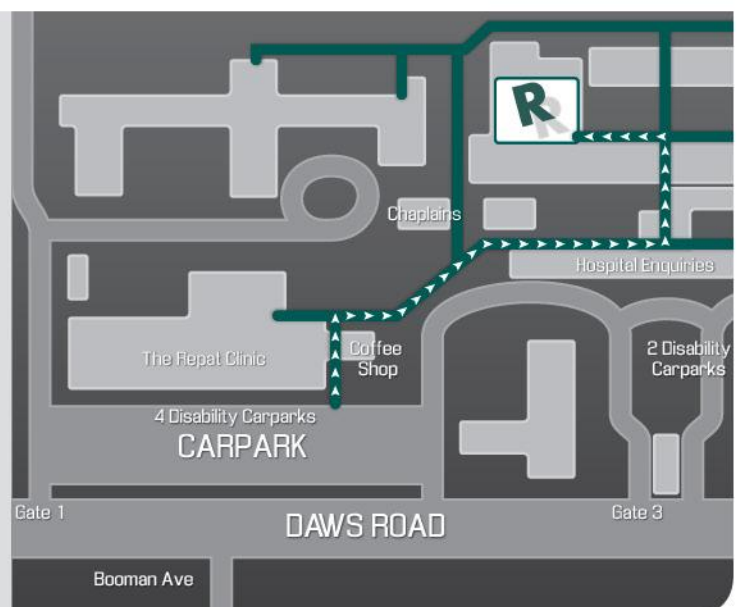 R
R
Chaplains
Hospital Enquiries
The Repat Clinic
Coffee
Shop
2 Disability
Carparks
4 Disability Carparks
CARPARK
Gate 1
DAWS ROAD
Gate 3
Booman Ave